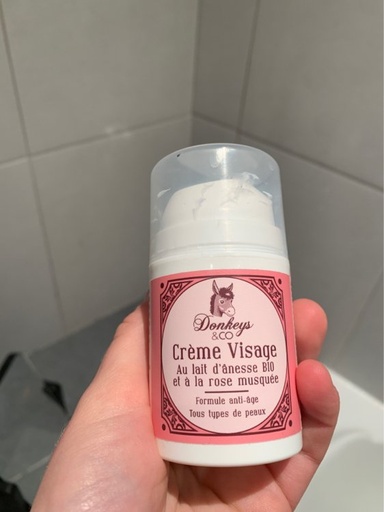 Donkeys
&CO
Crème Visage
Au lait d'ânesse BIO
et à la rose musquée
Formule anti-âge
Tous types de peaux